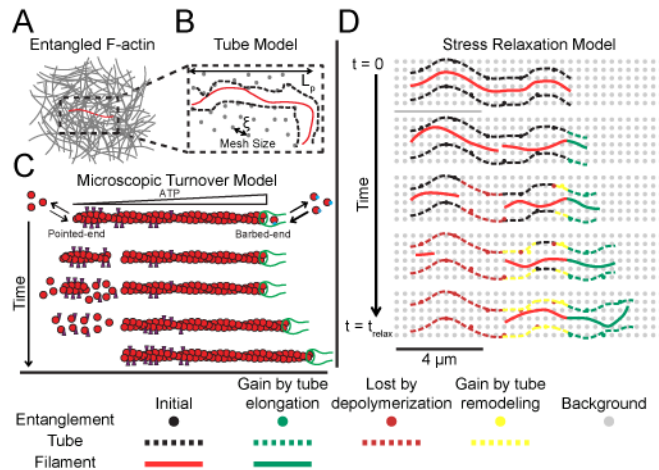 A
Entangled F-actin
B
Tube Model
Lp
ξ
Mesh Size
C
Microscopic Turnover Model
ATP
Pointed-end
Barbed-end
Time
D
Stress Relaxation Model
t = 0
Time
t = trelax
4 μm
Initial
Gain by tube
elongation
Lost by
depolymerization
Gain by tube
remodeling
Background
Entanglement
Tube
Filament